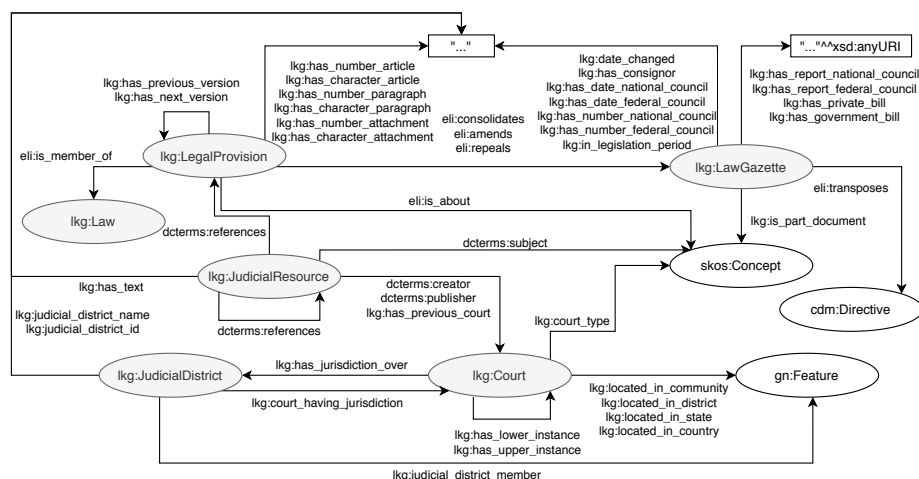 "..."
"..."^^xsd:anyURI
lkg:has_previous_version
lkg:has_next_version
lkg:has_number_article
lkg:has_character_article
lkg:has_number_paragraph
lkg:has_character_paragraph
lkg:has_number_attachment
lkg:has_character_attachment
eli:consolidates
eli:amends
eli:repeals
lkg:date_changed
lkg:has_consignor
lkg:has_date_national_council
lkg:has_date_federal_council
lkg:has_number_national_council
lkg:has_number_federal_council
lkg:in_legislation_period
lkg:has_report_national_council
lkg:has_report_federal_council
lkg:has_private_bill
lkg:has_government_bill
eli:is_member_of
lkg:LegalProvision
lkg:LawGazette
eli:transposes
lkg:Law
eli:is_about
lkg:is_part_document
dcterms:references
dcterms:subject
skos:Concept
lkg:JudicialResource
lkg:has_text
dcterms:creator
dcterms:publisher
lkg:has_previous_court
cdm:Directive
lkg:judicial_district_name
lkg:judicial_district_id
dcterms:references
lkg:court_type
lkg:JudicialDistrict
lkg:has_jurisdiction_over
lkg:Court
gn:Feature
lkg:court_having_jurisdiction
lkg:located_in_community
lkg:located_in_district
lkg:located_in_state
lkg:located_in_country
lkg:has_lower_instance
lkg:has_upper_instance
lkg:judicial_district_member